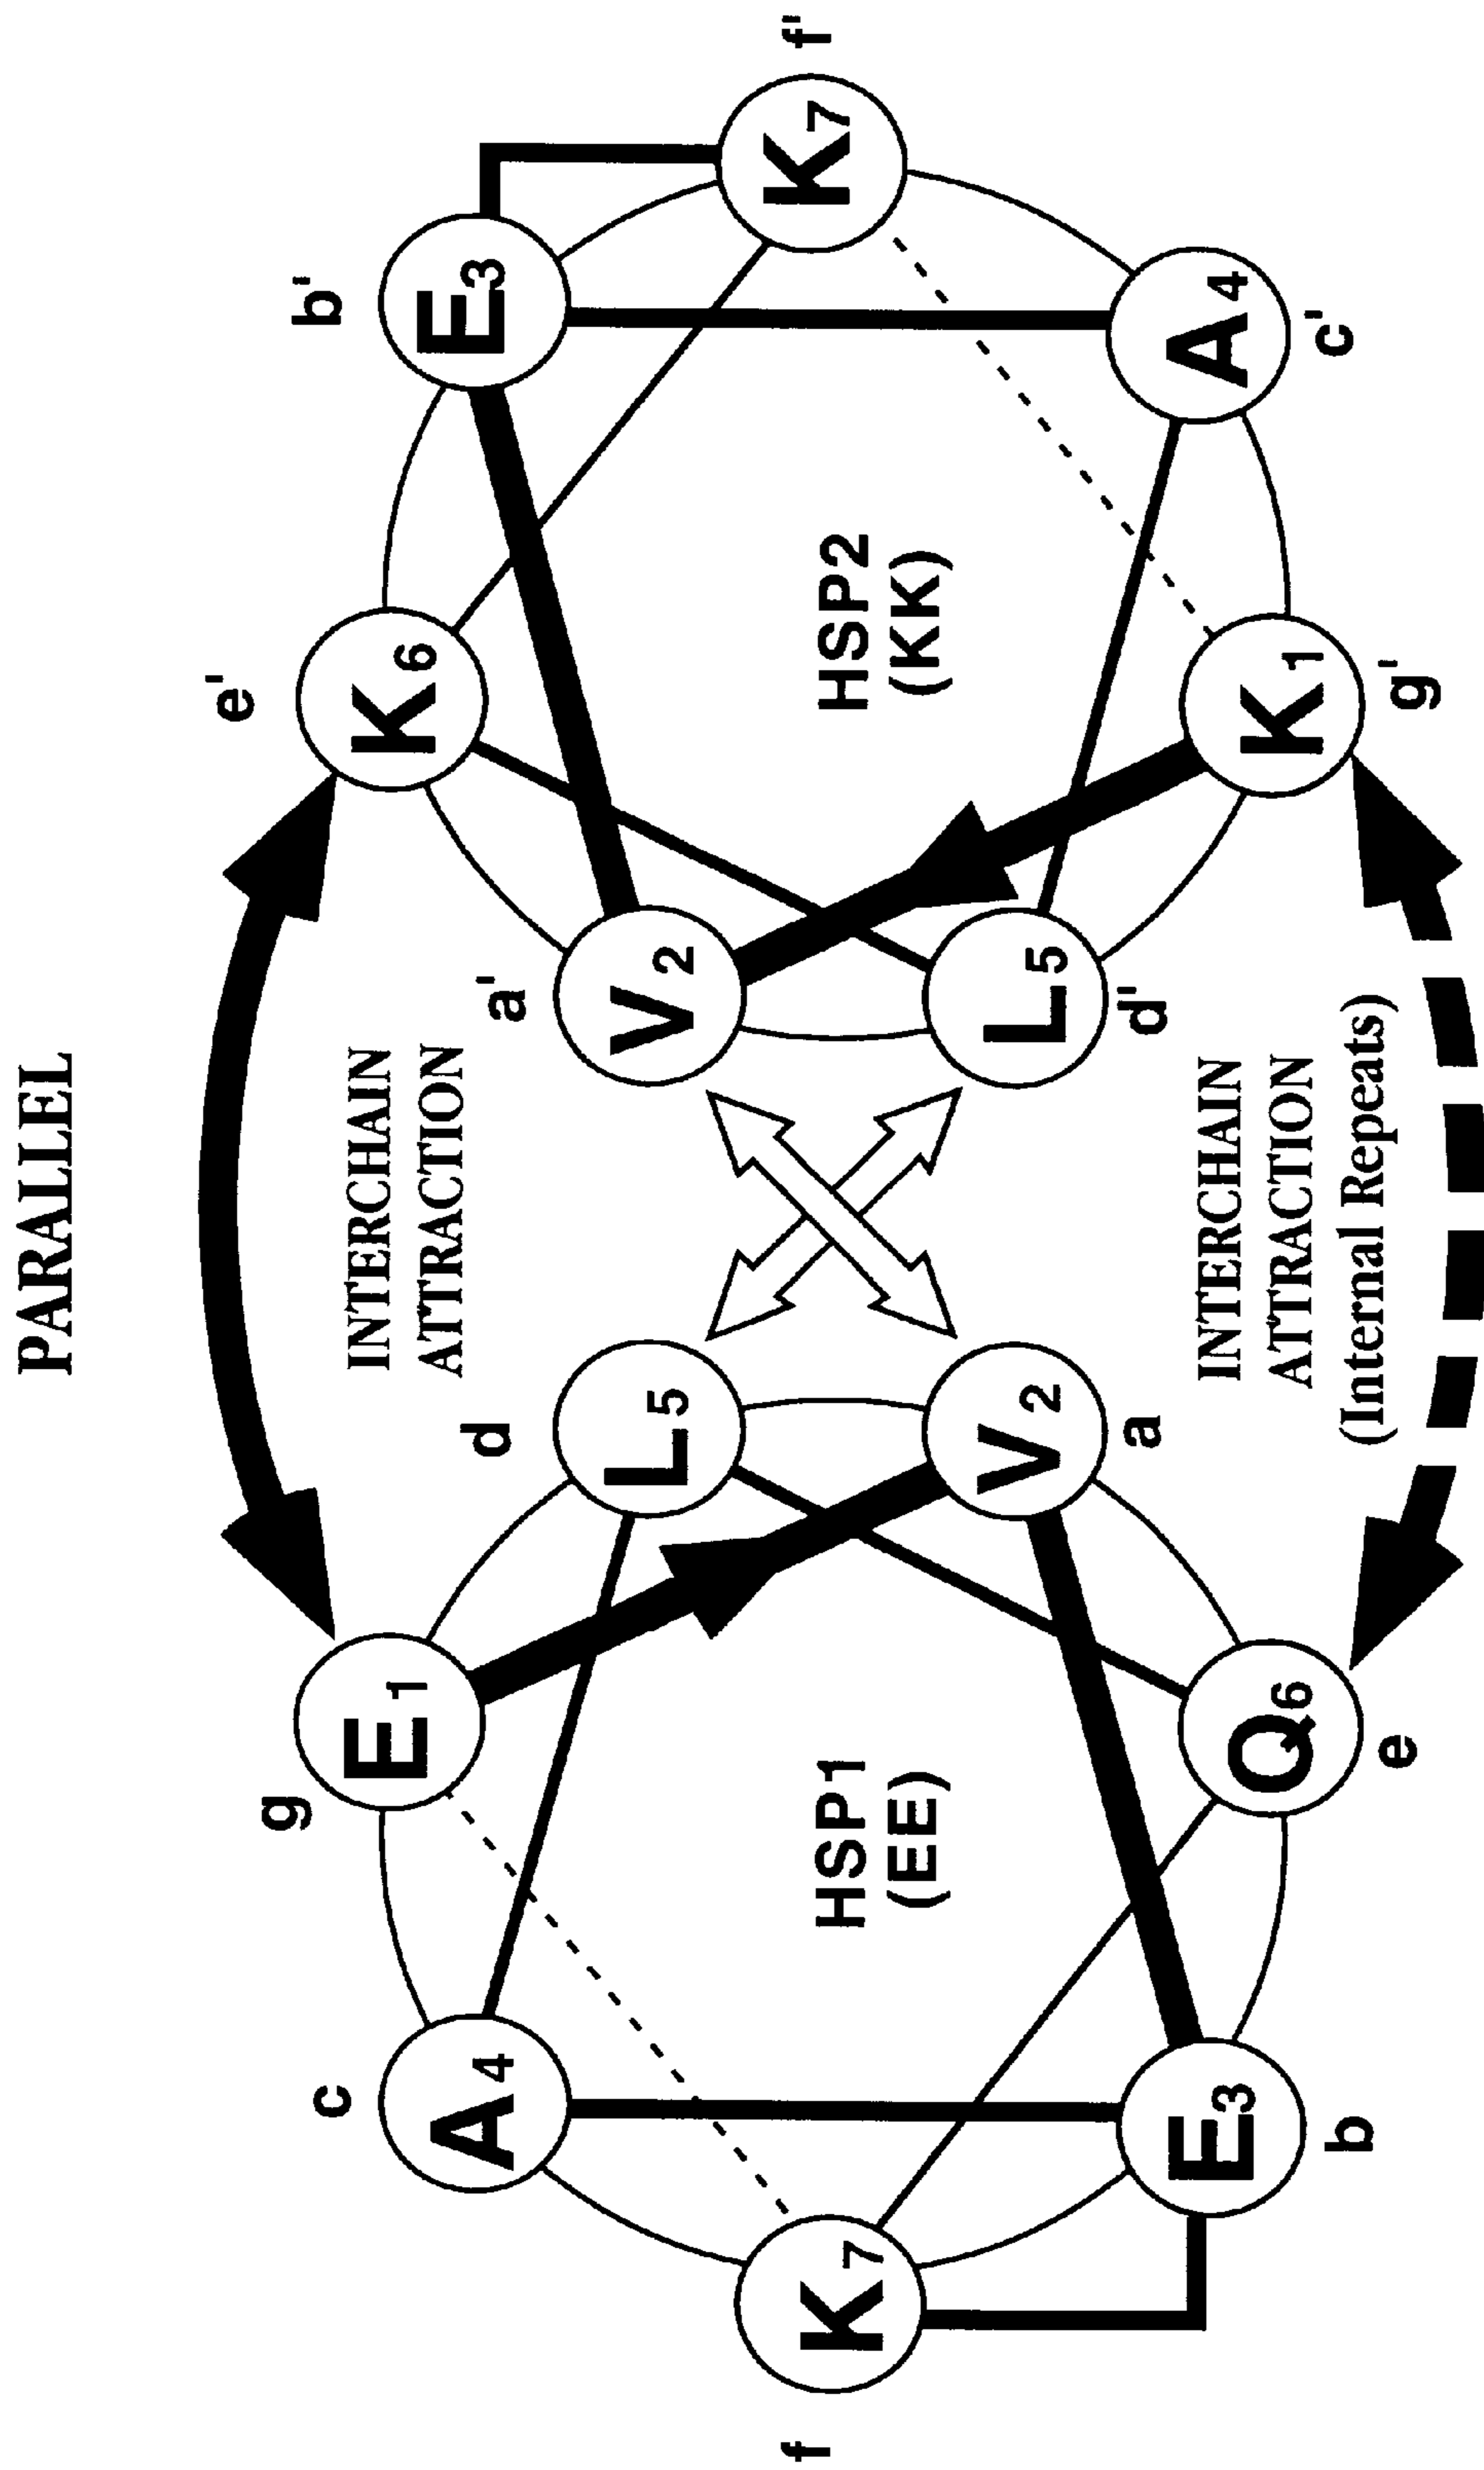 PARALLEL
INTERCHAIN
ATTRACTION
g
E1
d
L5
c
A4
f
K7
HSP1
(EE)
V2
a
E3
b
Q6
e
e'
K6
b'
E3
a'
V2
f'
K7
HSP2
(KK)
L5
d'
A4
c'
K1
g'
INTERCHAIN
ATTRACTION
(Internal Repeats)